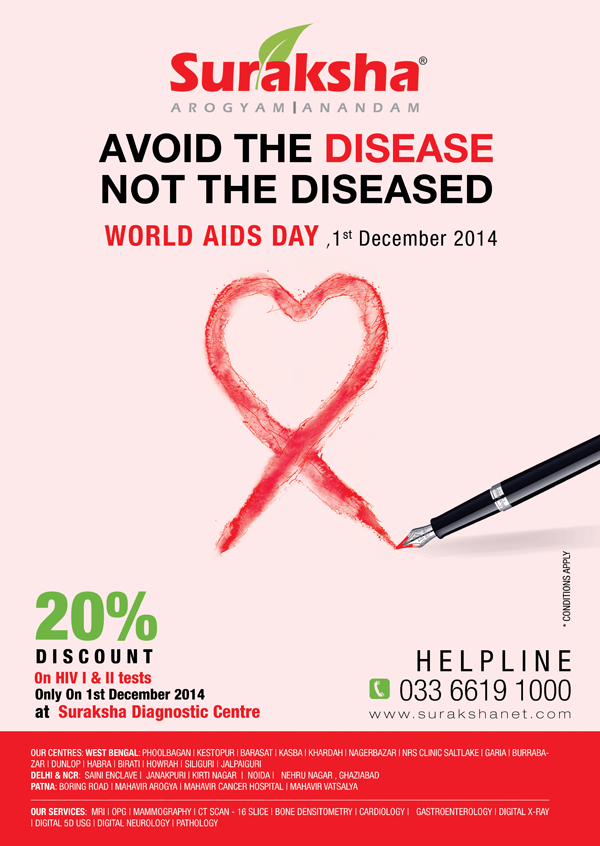 Suraksha®
AROGYAM | ANANDAM
AVOID THE DISEASE
NOT THE DISEASED
WORLD AIDS DAY ,1st December 2014
* CONDITIONS APPLY
20%
DISCOUNT
On HIV I & II tests
Only On 1st December 2014
at Suraksha Diagnostic Centre
HELPLINE
033 6619 1000
www.surakshanet.com
OUR CENTRES: WEST BENGAL: PHOOLBAGAN | KESTOPUR | BARASAT | KASBA | KHARDAH | NAGERBAZAR | NRS CLINIC SALTLAKE | GARIA | BURRABA-
ZAR | DUNLOP | HABRA | BIRATI | HOWRAH | SILIGURI | JALPAIGURI
DELHI & NCR: SAINI ENCLAVE | JANAKPURI | KIRTI NAGAR | NOIDA | NEHRU NAGAR , GHAZIABAD
PATNA: BORING ROAD | MAHAVIR AROGYA | MAHAVIR CANCER HOSPITAL | MAHAVIR VATSALYA
OUR SERVICES: MRI | OPG | MAMMOGRAPHY | CT SCAN - 16 SLICE | BONE DENSITOMETRY | CARDIOLOGY | GASTROENTEROLOGY | DIGITAL X-RAY
| DIGITAL 5D USG | DIGITAL NEUROLOGY | PATHOLOGY